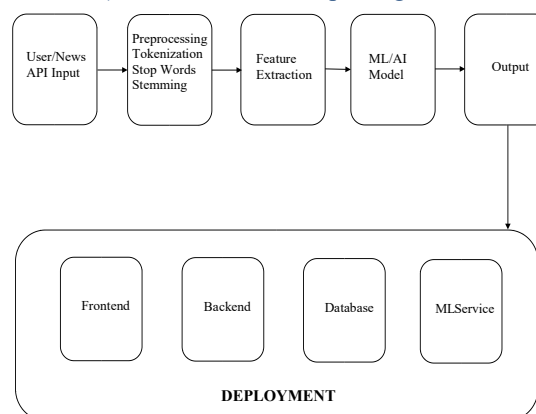 User/News
API Input
Preprocessing
Tokenization
Stop Words
Stemming
Feature
Extraction
ML/AI
Model
Output
Frontend
Backend
Database
MLService
DEPLOYMENT